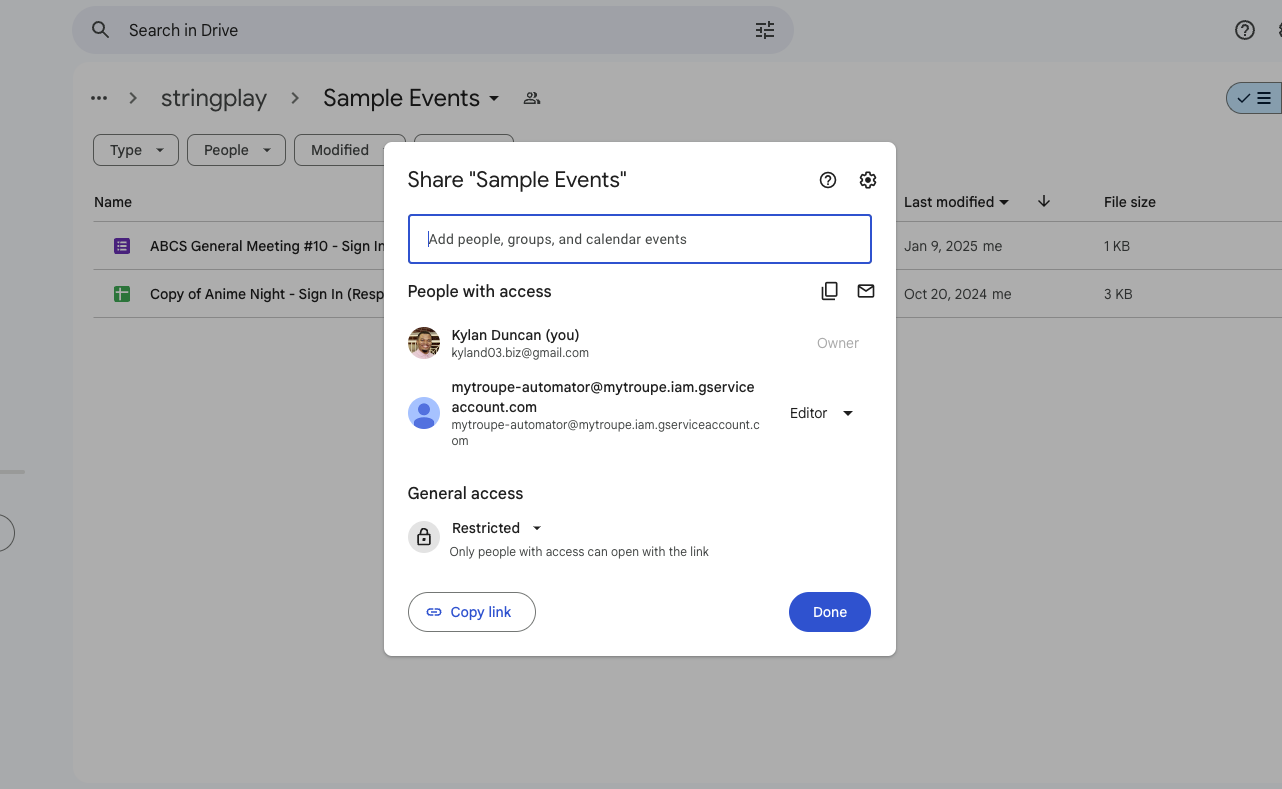 Search in Drive
stringplay
Sample Events
Type
People
Modified
Share "Sample Events"
Add people, groups, and calendar events
Name
Last modified
File size
ABCS General Meeting #10 - Sign In
Jan 9, 2025 me
1 KB
Copy of Anime Night - Sign In (Resp
Oct 20, 2024 me
3 KB
People with access
Kylan Duncan (you)
kyland03.biz@gmail.com
Owner
mytroupe-automator@mytroupe.iam.gservice
account.com
mytroupe-automator@mytroupe.iam.gserviceaccount.c
om
Editor
General access
Restricted
Only people with access can open with the link
Copy link
Done